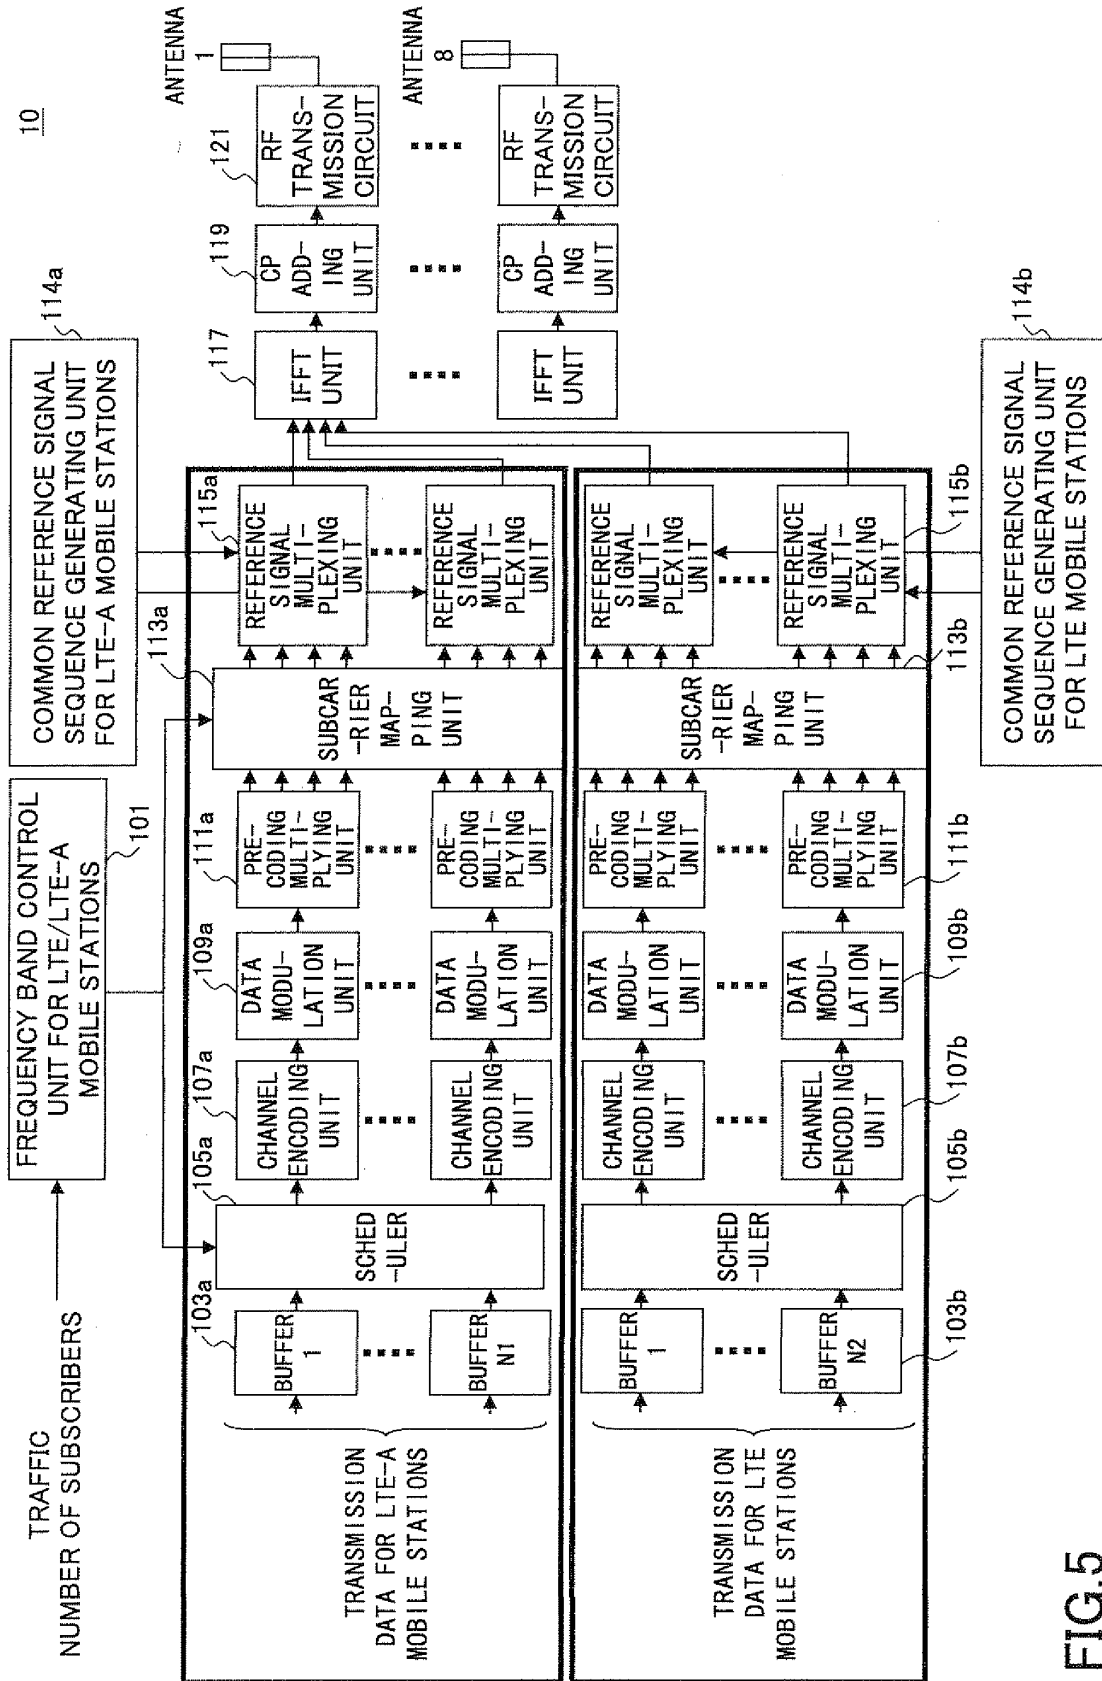 10
TRAFFIC
NUMBER OF SUBSCRIBERS
FREQUENCY BAND CONTROL
UNIT FOR LTE/LTE-A
MOBILE STATIONS
101
COMMON REFERENCE SIGNAL
SEQUENCE GENERATING UNIT
FOR LTE-A MOBILE STATIONS
114a
TRANSMISSION
DATA FOR LTE-A
MOBILE STATIONS
103a
BUFFER
1
BUFFER
N1
105a
SCHED
-ULER
107a
CHANNEL
ENCODING
UNIT
CHANNEL
ENCODING
UNIT
109a
DATA
MODU-
LATION
UNIT
DATA
MODU-
LATION
UNIT
111a
PRE-
CODING
MULTI-
PLYING
UNIT
PRE-
CODING
MULTI-
PLYING
UNIT
113a
SUBCAR
-RIER
MAP-
PING
UNIT
115a
REFERENCE
SIGNAL
MULTI-
PLEXING
UNIT
REFERENCE
SIGNAL
MULTI-
PLEXING
UNIT
117
IFFT
UNIT
119
CP
ADD-
ING
UNIT
121
RF
TRANS-
MISSION
CIRCUIT
ANTENNA
1
IFFT
UNIT
CP
ADD-
ING
UNIT
RF
TRANS-
MISSION
CIRCUIT
ANTENNA
8
TRANSMISSION
DATA FOR LTE
MOBILE STATIONS
BUFFER
1
BUFFER
N2
103b
SCHED
-ULER
105b
CHANNEL
ENCODING
UNIT
CHANNEL
ENCODING
UNIT
107b
DATA
MODU-
LATION
UNIT
DATA
MODU-
LATION
UNIT
109b
PRE-
CODING
MULTI-
PLYING
UNIT
PRE-
CODING
MULTI-
PLYING
UNIT
111b
SUBCAR
-RIER
MAP-
PING
UNIT
113b
REFERENCE
SIGNAL
MULTI-
PLEXING
UNIT
REFERENCE
SIGNAL
MULTI-
PLEXING
UNIT
115b
COMMON REFERENCE SIGNAL
SEQUENCE GENERATING UNIT
FOR LTE MOBILE STATIONS
114b
FIG.5